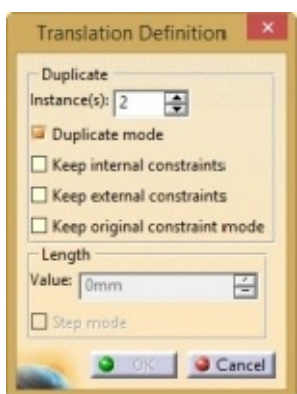 Translation Definition
Duplicate
Instance(s): 2
Duplicate mode
Keep internal constraints
Keep external constraints
Keep original constraint mode
Length
Value: 0mm
Step mode
OK Cancel